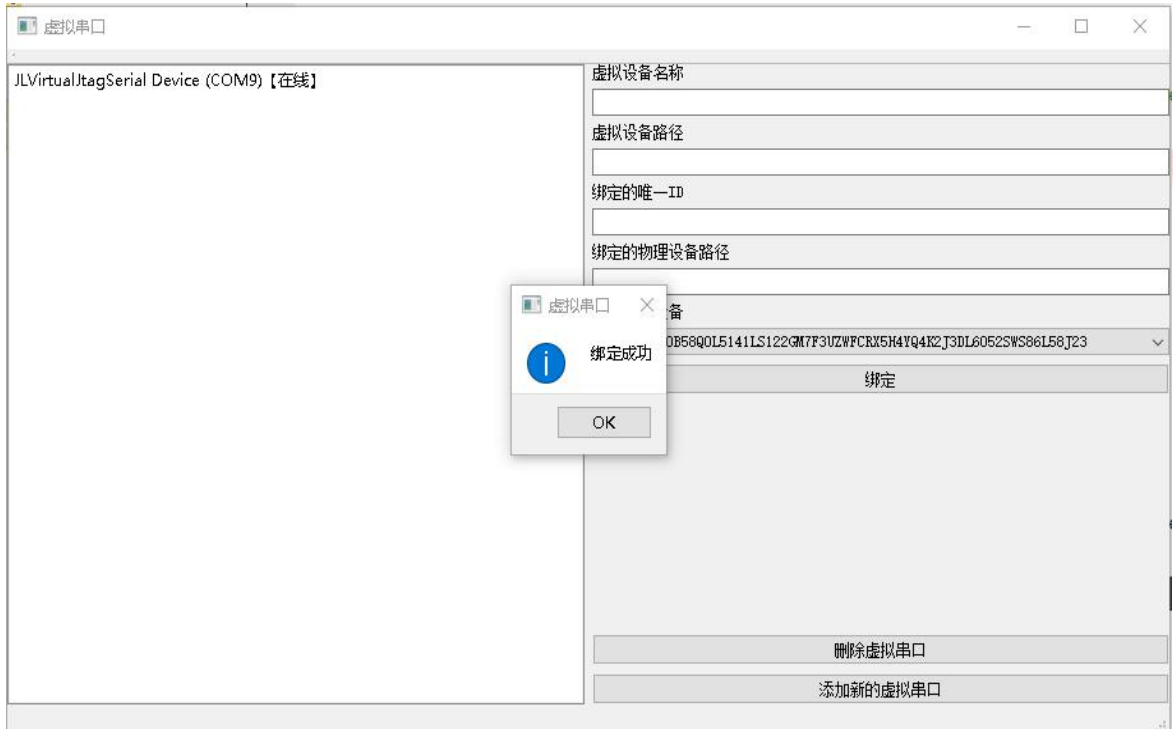 虚拟串口
JLVirtualJtagSerial Device (COM9)【在线】
虚拟设备名称
虚拟设备路径
绑定的唯一ID
绑定的物理设备路径
备
0B58Q0L5141LS122GM7F3UZWFCRX5H4YQ4K2J3DL6052SWS86L58J23
绑定
虚拟串口
绑定成功
OK
删除虚拟串口
添加新的虚拟串口